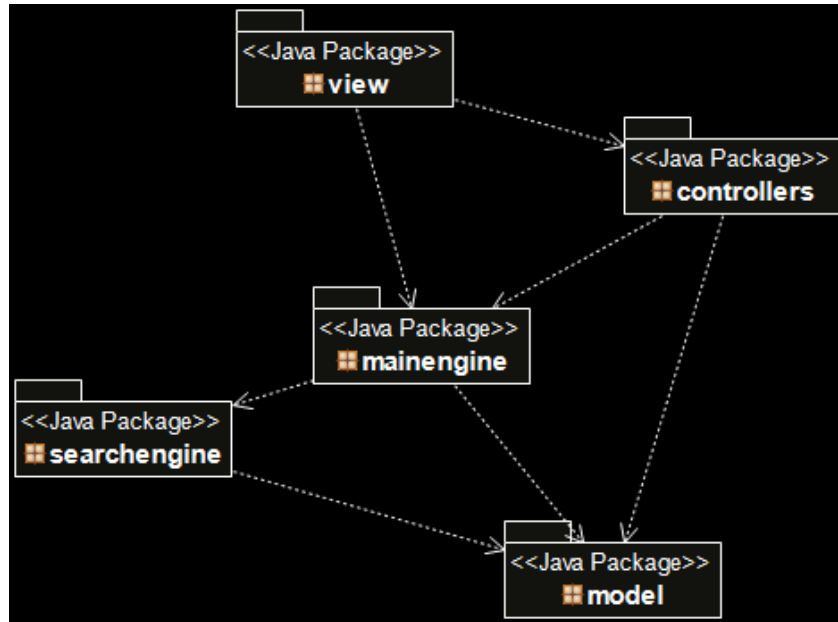 <<Java Package>>
view
<<Java Package>>
controllers
<<Java Package>>
mainengine
<<Java Package>>
searchengine
<<Java Package>>
model